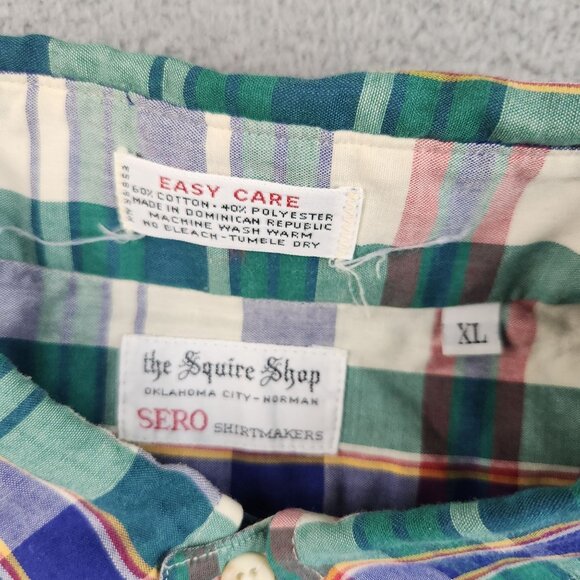 EASY CARE
60% COTTON · 40% POLYESTER
MADE IN DOMINICAN REPUBLIC
MACHINE WASH WARM
NO BLEACH-TUMBLE DRY
XL
the Squire Shop
OKLAHOMA CITY-NORMAN
SERO SHIRTMAKERS